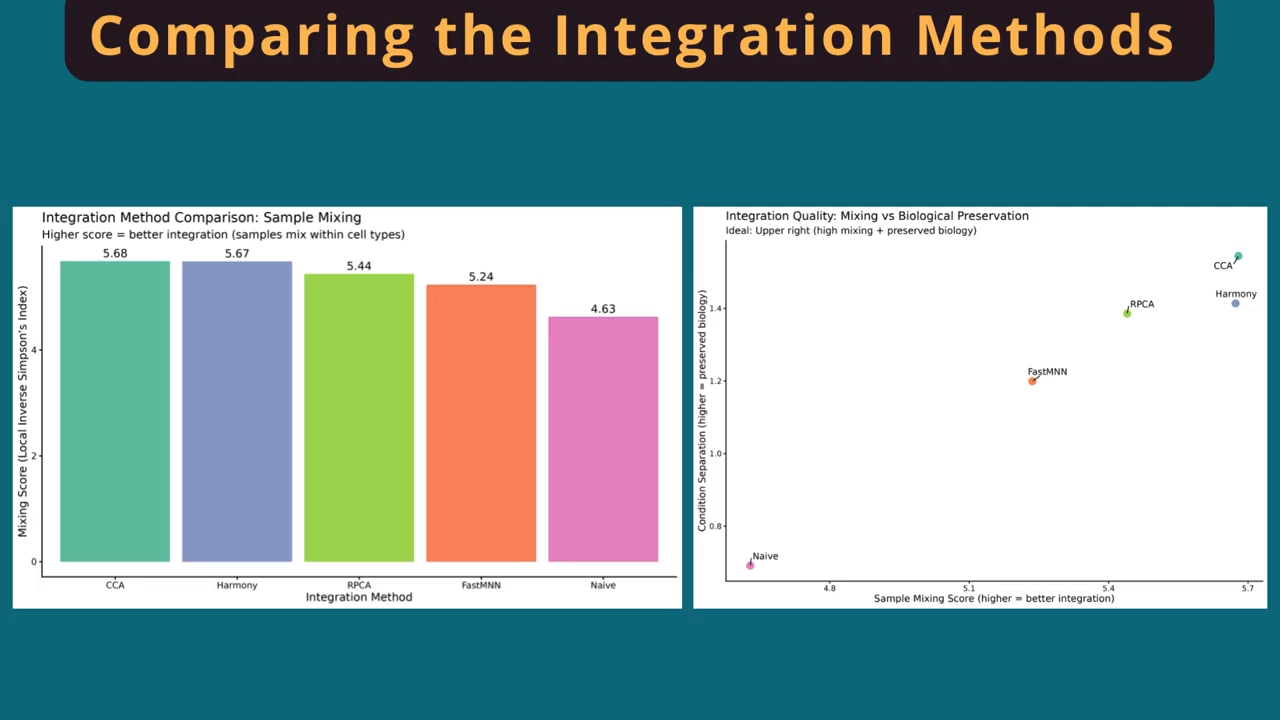 Comparing the Integration Methods
Integration Method Comparison: Sample Mixing
Higher score = better integration (samples mix within cell types)
Mixing Score (Local Inverse Simpson's Index)
4
2
0
5.68
5.67
5.44
5.24
4.63
CCA
Harmony
RPCA
FastMNN
Naive
Integration Method
Integration Quality: Mixing vs Biological Preservation
Ideal: Upper right (high mixing + preserved biology)
Condition Separation (higher = preserved biology)
1.4
1.2
1.0
0.8
CCA
Harmony
RPCA
FastMNN
Naive
4.8
5.1
5.4
5.7
Sample Mixing Score (higher = better integration)